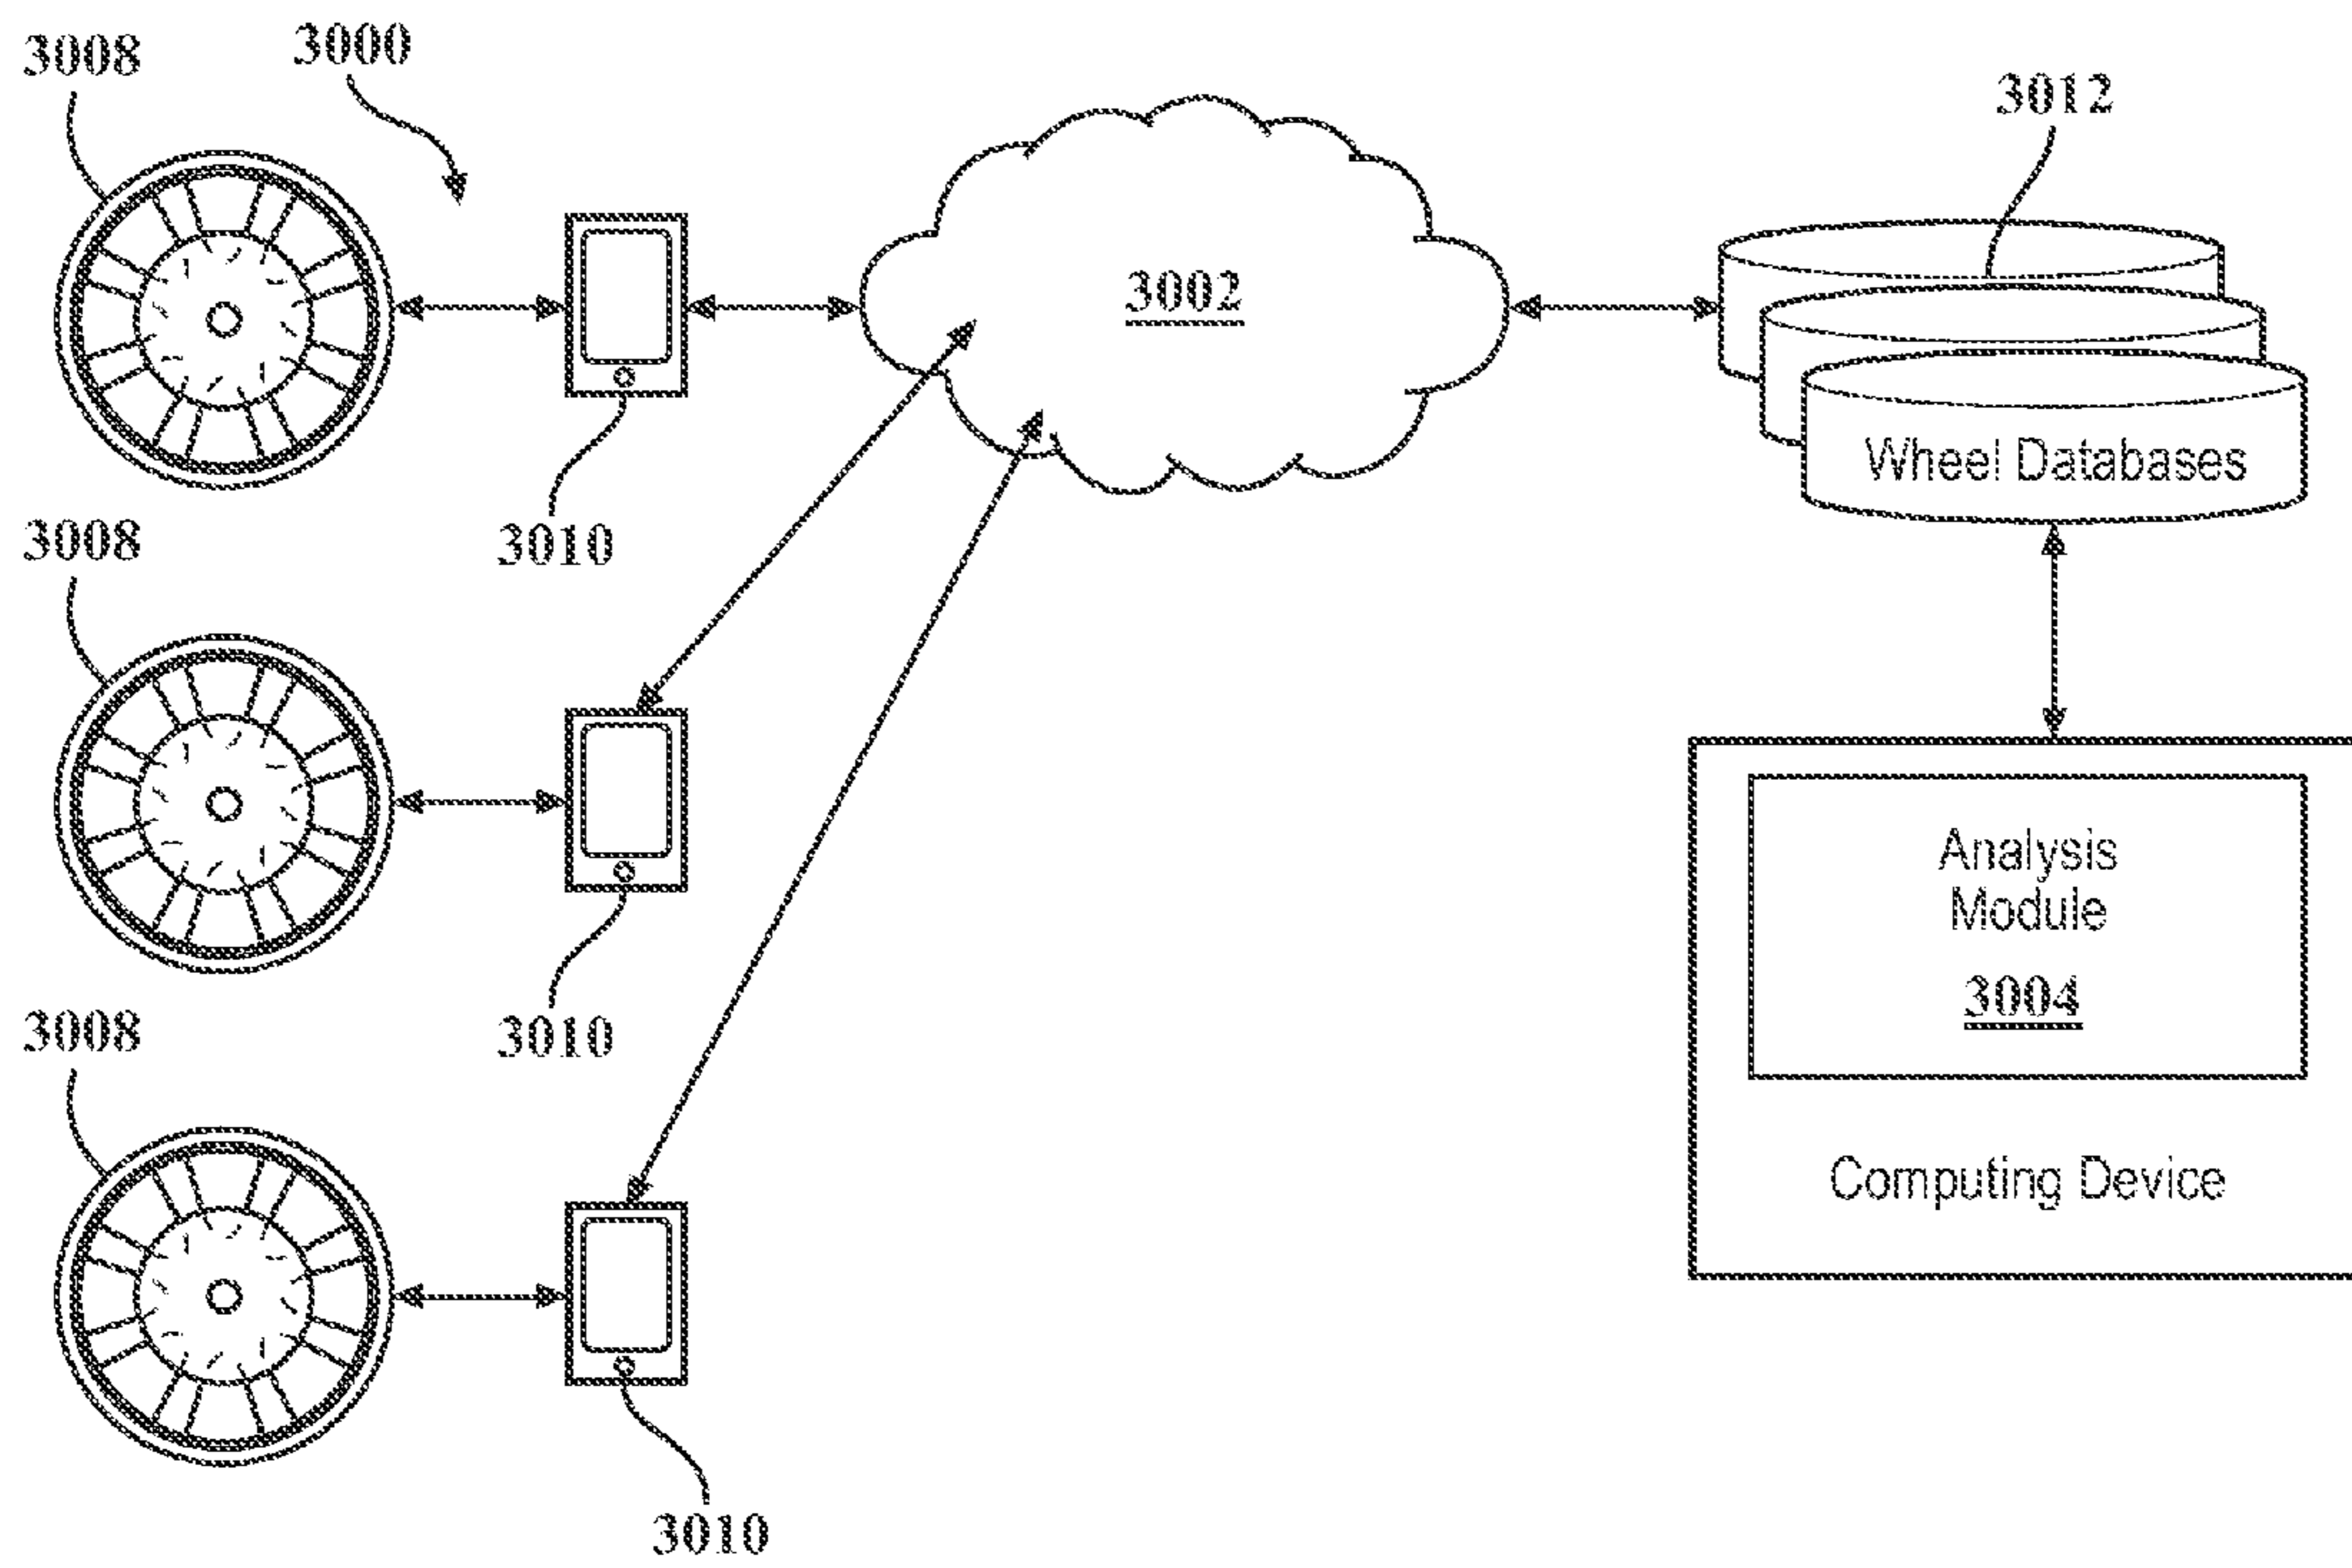 3008
3000
3012
3002
Wheel Databases
3010
3008
Analysis
Module
3004
3010
3008
Computing Device
3010